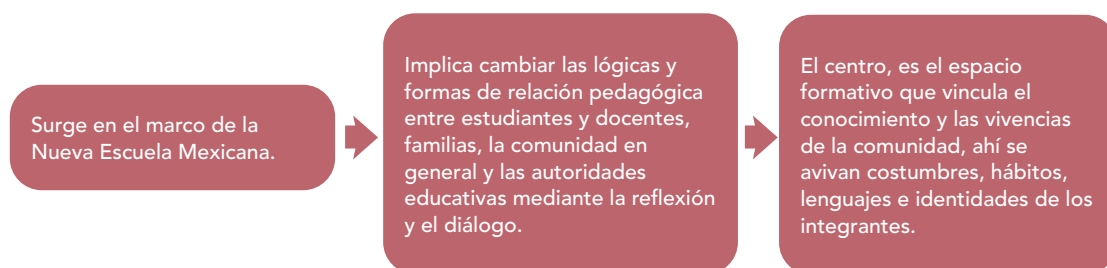 Surge en el marco de la
Nueva Escuela Mexicana.
Implica cambiar las lógicas y
formas de relación pedagógica
entre estudiantes y docentes,
familias, la comunidad en
general y las autoridades
educativas mediante la reflexión
y el diálogo.
El centro, es el espacio
formativo que vincula el
conocimiento y las vivencias
de la comunidad, ahí se
avivan costumbres, hábitos,
lenguajes e identidades de los
integrantes.